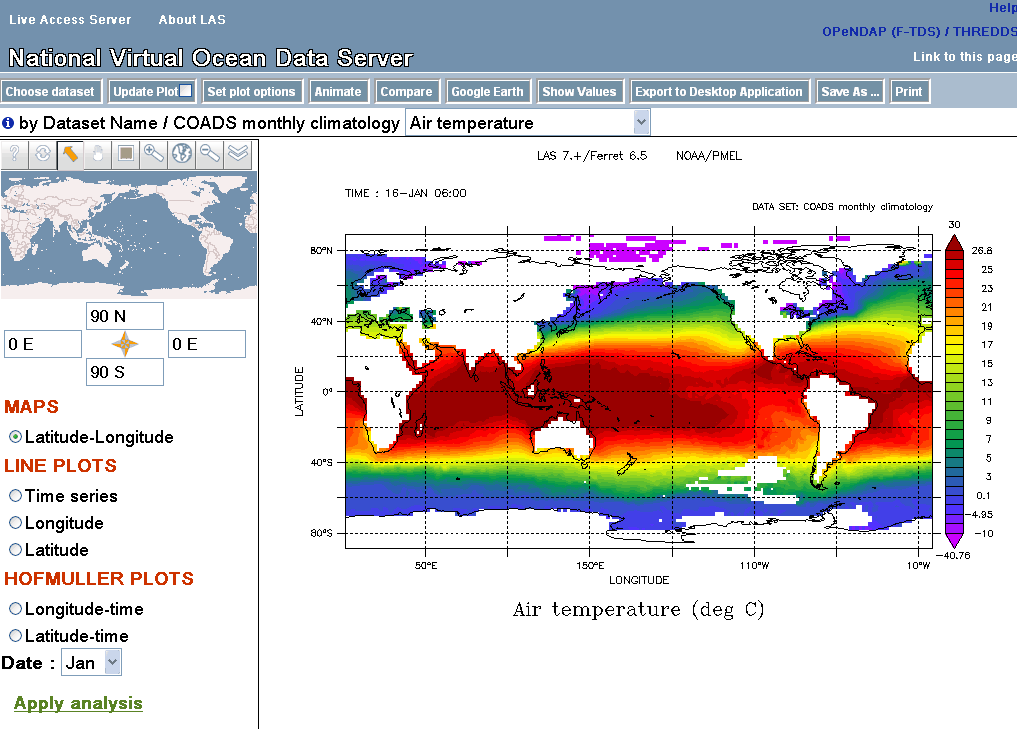 Live Access Server About LAS
Help
OPeNDAP (F-TDS) / THREDDS
National Virtual Ocean Data Server
Link to this page
Choose dataset Update Plot Set plot options Animate Compare Google Earth Show Values Export to Desktop Application Save As ... Print
by Dataset Name / COADS monthly climatology Air temperature
90 N
0 E 0 E
90 S
MAPS
Latitude-Longitude
LINE PLOTS
Time series
Longitude
Latitude
HOFMULLER PLOTS
Longitude-time
Latitude-time
Date : Jan
Apply analysis
LAS 7.+/Ferret 6.5 NOAA/PMEL
TIME : 16-JAN 06:00
DATA SET: COADS monthly climatology
LATITUDE
80°N
40°N
0°
40°S
80°S
50°E 150°E 110°W 10°W
LONGITUDE
Air temperature (deg C)
30
26.8
25
23
21
19
17
15
13
11
9
7
5
3
0.1
-4.95
-10
-40.76